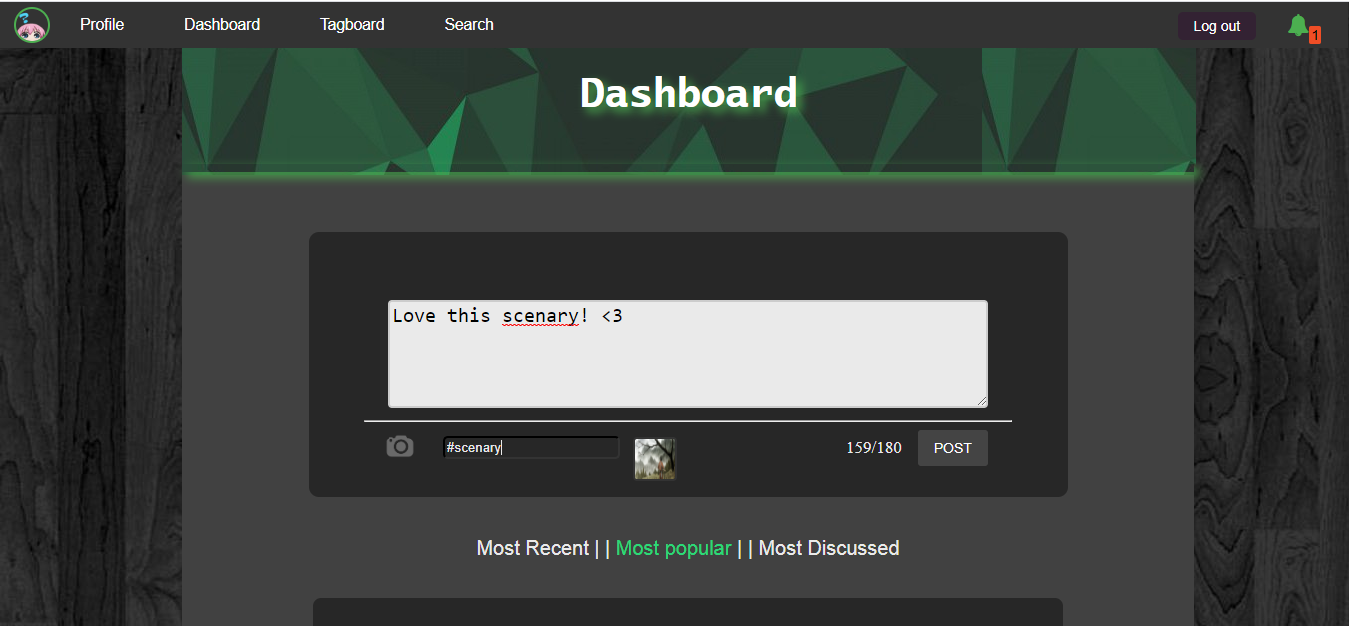 Profile Dashboard Tagboard Search Log out 1
Dashboard
Love this scenary! <3
#scenary 159/180 POST
Most Recent | | Most popular | | Most Discussed